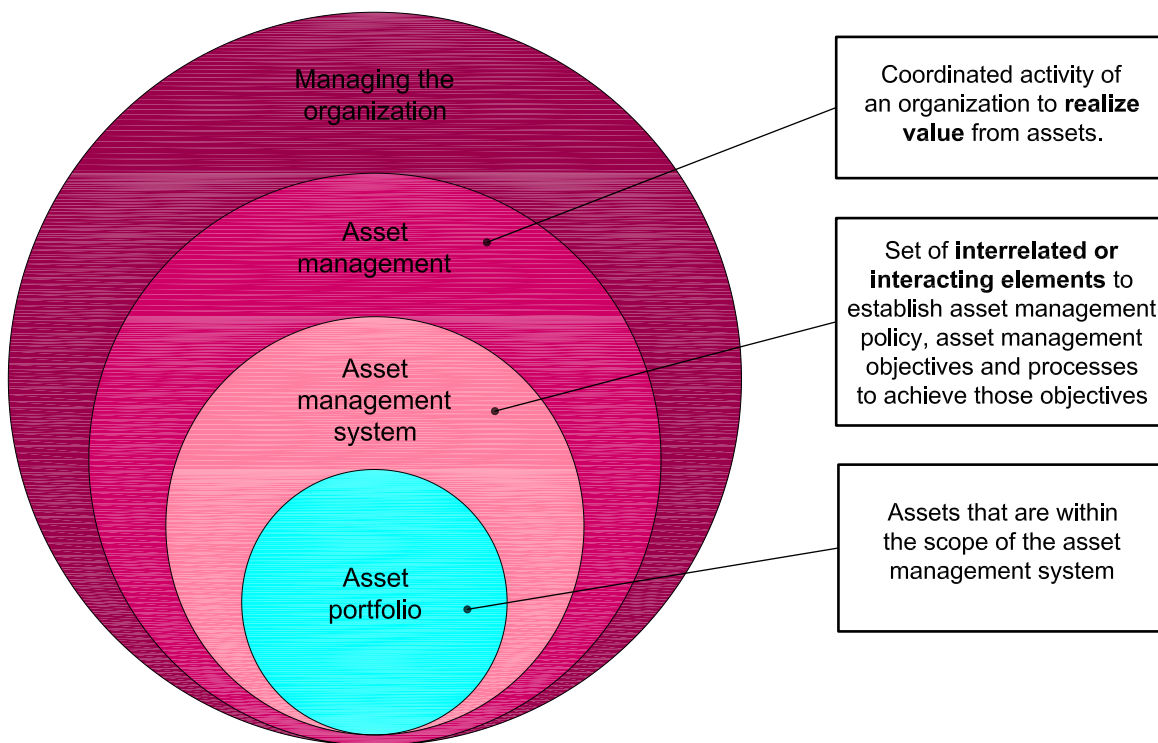 Managing the
organization
Asset
management
Asset
management
system
Asset
portfolio
Coordinated activity of
an organization to realize
value from assets.
Set of interrelated or
interacting elements to
establish asset management
policy, asset management
objectives and processes
to achieve those objectives
Assets that are within
the scope of the asset
management system